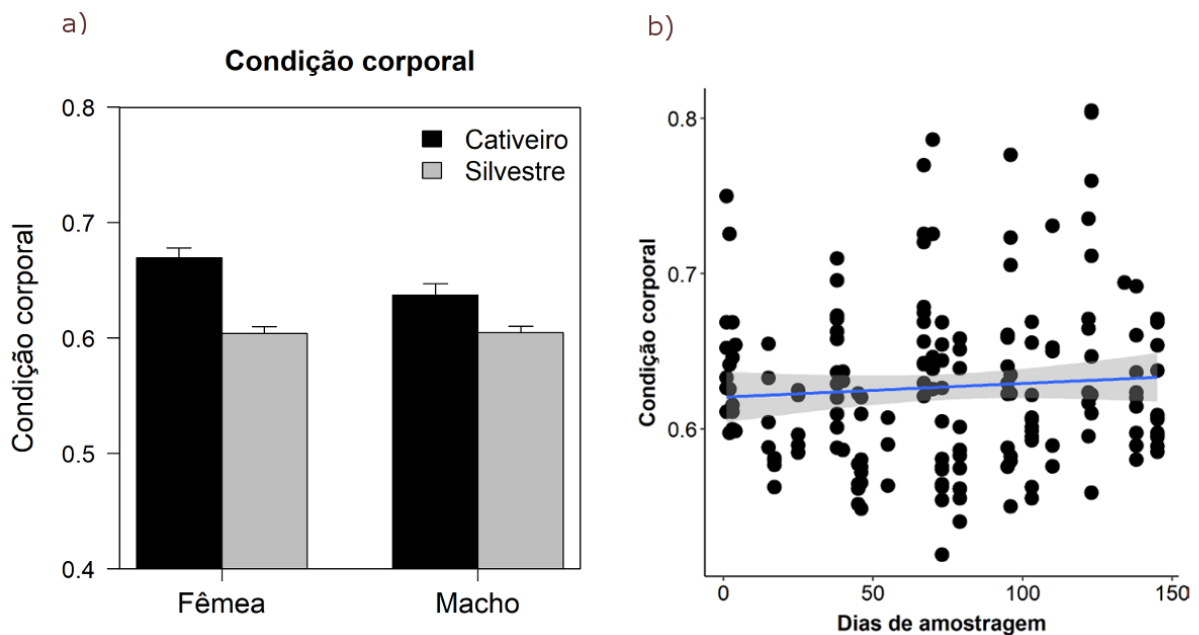 a)
Condição corporal
Condição corporal
0.8
0.7
0.6
0.5
0.4
Cativeiro
Silvestre
Fêmea
Macho
b)
Condição corporal
0.8
0.7
0.6
0
50
100
150
Dias de amostragem